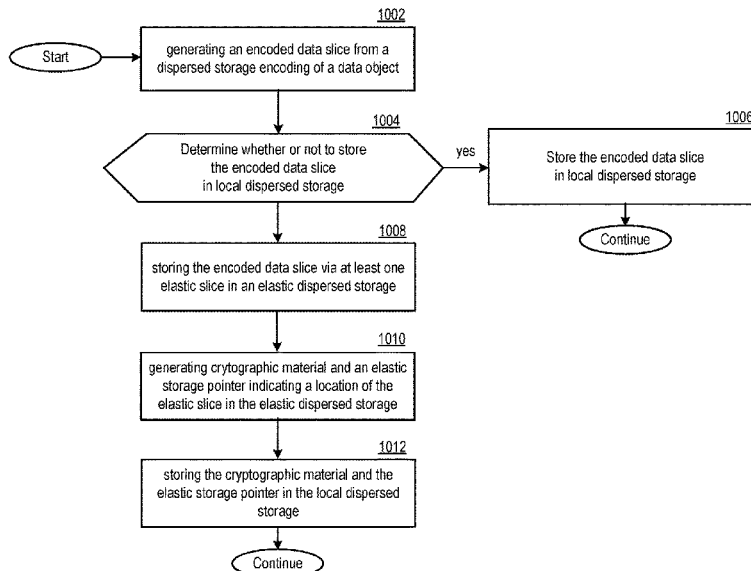 1002
Start
generating an encoded data slice from a
dispersed storage encoding of a data object
1004
Determine whether or not to store
the encoded data slice
in local dispersed storage
yes
1006
Store the encoded data slice
in local dispersed storage
Continue
1008
storing the encoded data slice via at least one
elastic slice in an elastic dispersed storage
1010
generating crytographic material and an elastic
storage pointer indicating a location of the
elastic slice in the elastic dispersed storage
1012
storing the cryptographic material and the
elastic storage pointer in the local dispersed
storage
Continue